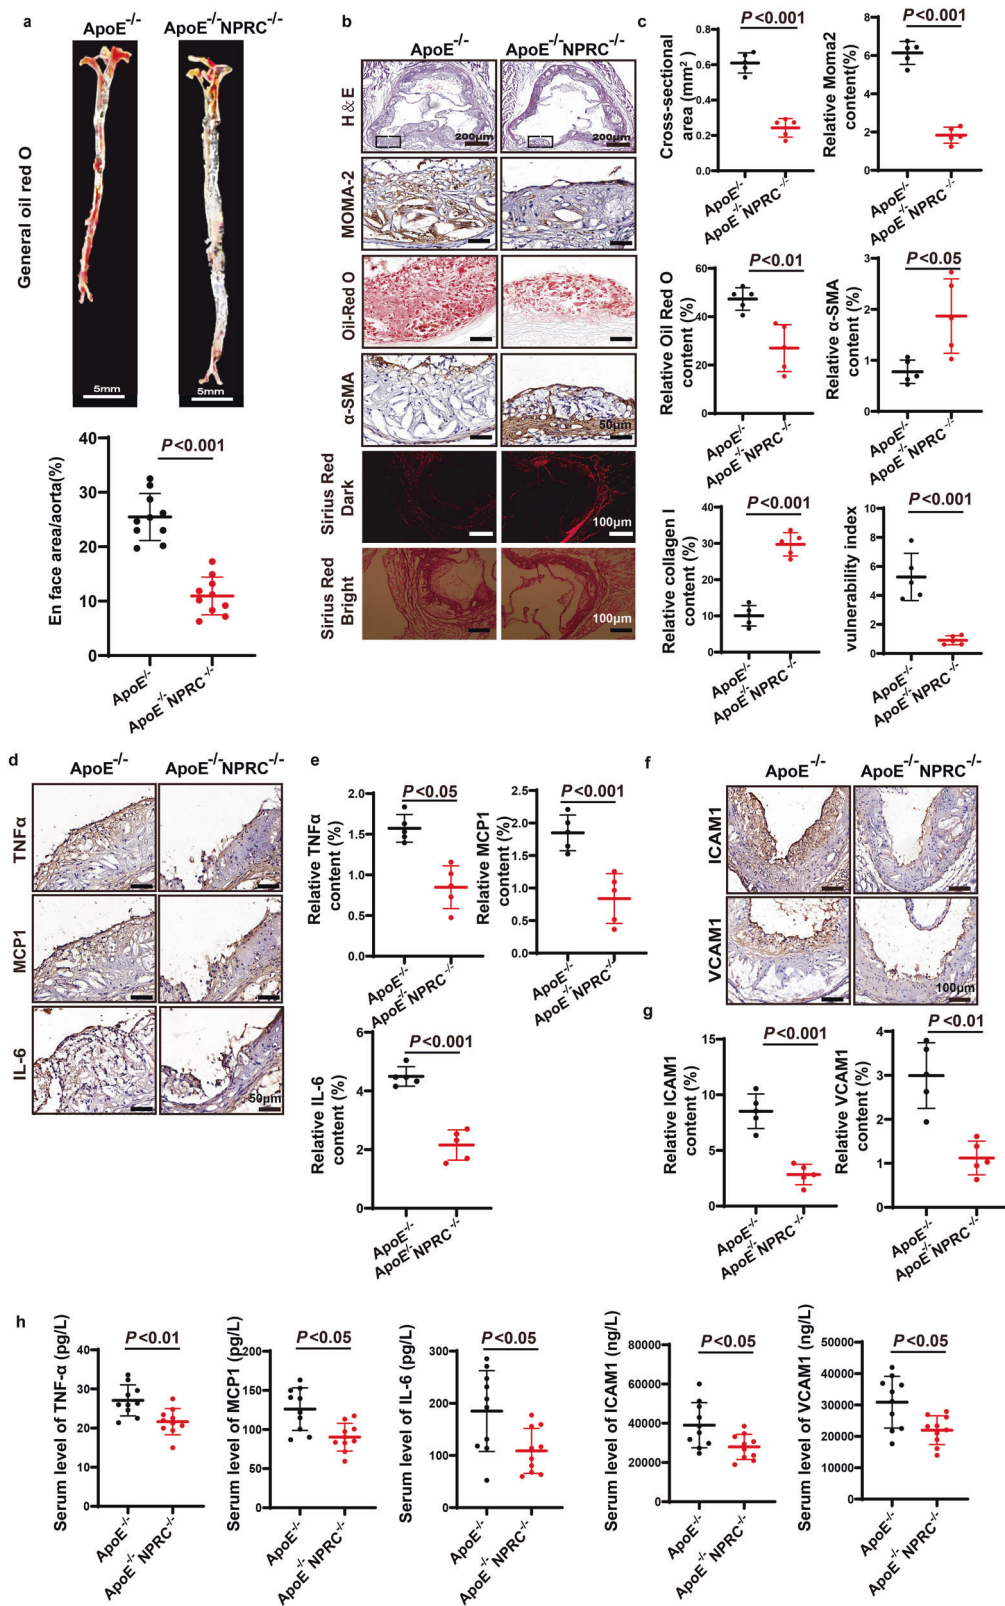 a
ApoE-/-
ApoE-/-NPRC-/-
General oil red O
5mm
5mm
En face area/aorta(%)
40
30
20
10
0
P<0.001
ApoE-/-
ApoE-/-NPRC-/-
b
ApoE-/-
ApoE-/-NPRC-/-
H&E
200μm
200μm
MOMA-2
Oil-Red O
α-SMA
50μm
Sirius Red
Dark
100μm
Sirius Red
Bright
100μm
c
Cross-sectional
area (mm2)
0.8
0.6
0.4
0.2
0.0
P<0.001
ApoE-/-
ApoE-/-NPRC-/-
Relative Moma2
content(%)
8
6
4
2
0
P<0.001
ApoE-/-
ApoE-/-NPRC-/-
Relative Oil Red O
content (%)
60
40
20
0
P<0.01
ApoE-/-
ApoE-/-NPRC-/-
Relative α-SMA
content (%)
3
2
1
0
P<0.05
ApoE-/-
ApoE-/-NPRC-/-
Relative collagen I
content (%)
40
30
20
10
0
P<0.001
ApoE-/-
ApoE-/-NPRC-/-
vulnerability index
10
8
6
4
2
0
P<0.001
ApoE-/-
ApoE-/-NPRC-/-
d
ApoE-/-
ApoE-/-NPRC-/-
TNFα
MCP1
IL-6
50μm
e
Relative TNFα
content (%)
2.0
1.5
1.0
0.5
0.0
P<0.05
ApoE-/-
ApoE-/-NPRC-/-
Relative MCP1
content (%)
2.5
2.0
1.5
1.0
0.5
0.0
P<0.001
ApoE-/-
ApoE-/-NPRC-/-
Relative IL-6
content (%)
6
4
2
0
P<0.001
ApoE-/-
ApoE-/-NPRC-/-
f
ApoE-/-
ApoE-/-NPRC-/-
ICAM1
VCAM1
100μm
g
Relative ICAM1
content (%)
15
10
5
0
P<0.001
ApoE-/-
ApoE-/-NPRC-/-
Relative VCAM1
content (%)
4
3
2
1
0
P<0.01
ApoE-/-
ApoE-/-NPRC-/-
h
Serum level of TNF-α (pg/L)
40
30
20
10
0
P<0.01
ApoE-/-
ApoE-/-NPRC-/-
Serum level of MCP1 (pg/L)
200
150
100
50
0
P<0.05
ApoE-/-
ApoE-/-NPRC-/-
Serum level of IL-6 (pg/L)
300
200
100
0
P<0.05
ApoE-/-
ApoE-/-NPRC-/-
Serum level of ICAM1 (ng/L)
80000
60000
40000
20000
0
P<0.05
ApoE-/-
ApoE-/-NPRC-/-
Serum level of VCAM1 (ng/L)
50000
40000
30000
20000
10000
0
P<0.05
ApoE-/-
ApoE-/-NPRC-/-